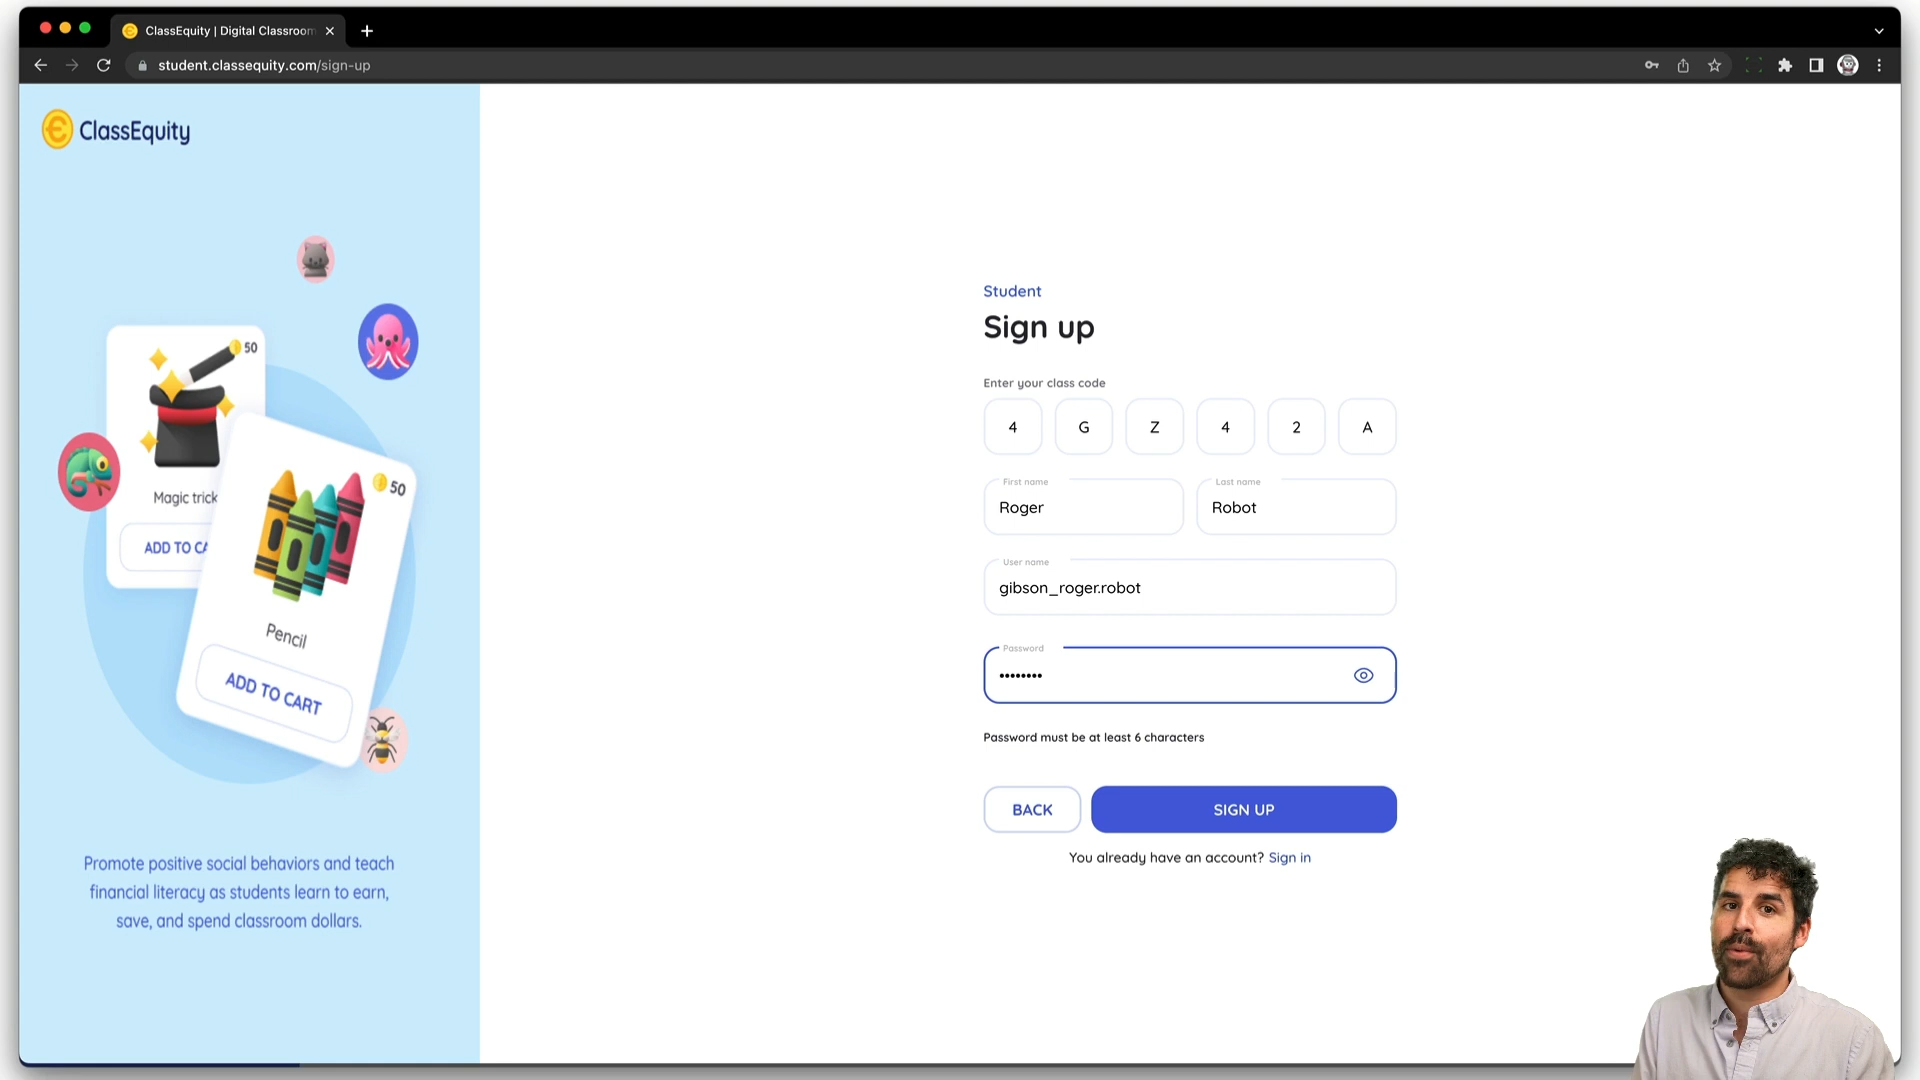 ClassEquity | Digital Classroom
student.classequity.com/sign-up
ClassEquity
50
Magic trick
ADD TO CA
50
Pencil
ADD TO CART
Promote positive social behaviors and teach
financial literacy as students learn to earn,
save, and spend classroom dollars.
Student
Sign up
Enter your class code
4 G Z 4 2 A
First name
Roger
Last name
Robot
User name
gibson_roger.robot
Password
••••••••
Password must be at least 6 characters
BACK
SIGN UP
You already have an account? Sign in